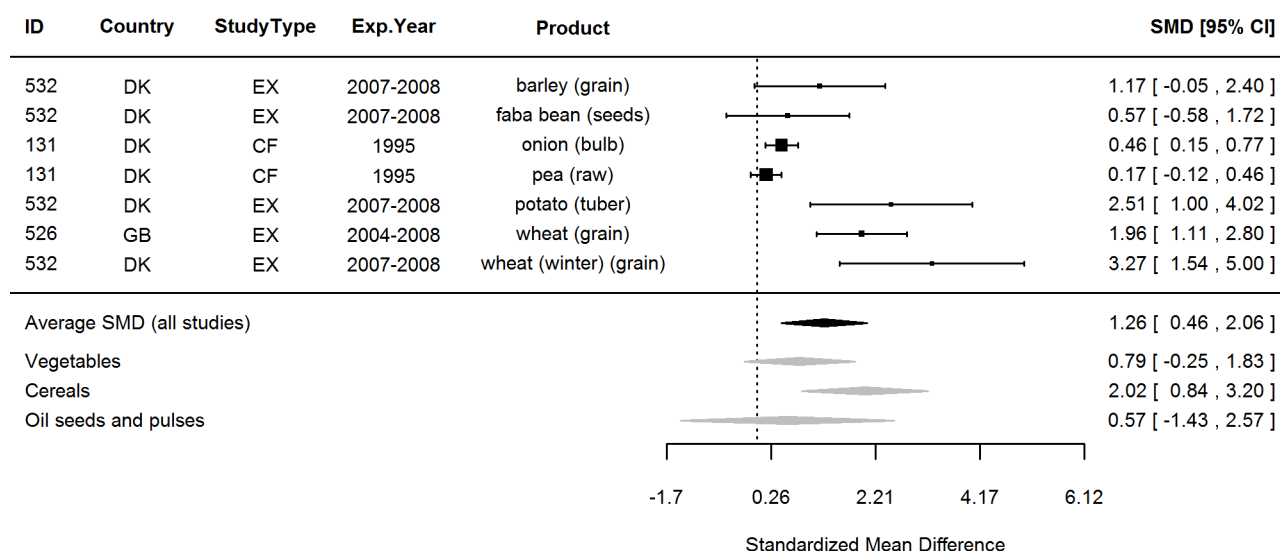 ID Country StudyType Exp.Year Product SMD [95% CI]
532 DK EX 2007-2008 barley (grain) 1.17 [ -0.05 , 2.40 ]
532 DK EX 2007-2008 faba bean (seeds) 0.57 [ -0.58 , 1.72 ]
131 DK CF 1995 onion (bulb) 0.46 [ 0.15 , 0.77 ]
131 DK CF 1995 pea (raw) 0.17 [ -0.12 , 0.46 ]
532 DK EX 2007-2008 potato (tuber) 2.51 [ 1.00 , 4.02 ]
526 GB EX 2004-2008 wheat (grain) 1.96 [ 1.11 , 2.80 ]
532 DK EX 2007-2008 wheat (winter) (grain) 3.27 [ 1.54 , 5.00 ]
Average SMD (all studies) 1.26 [ 0.46 , 2.06 ]
Vegetables 0.79 [ -0.25 , 1.83 ]
Cereals 2.02 [ 0.84 , 3.20 ]
Oil seeds and pulses 0.57 [ -1.43 , 2.57 ]
-1.7 0.26 2.21 4.17 6.12
Standardized Mean Difference